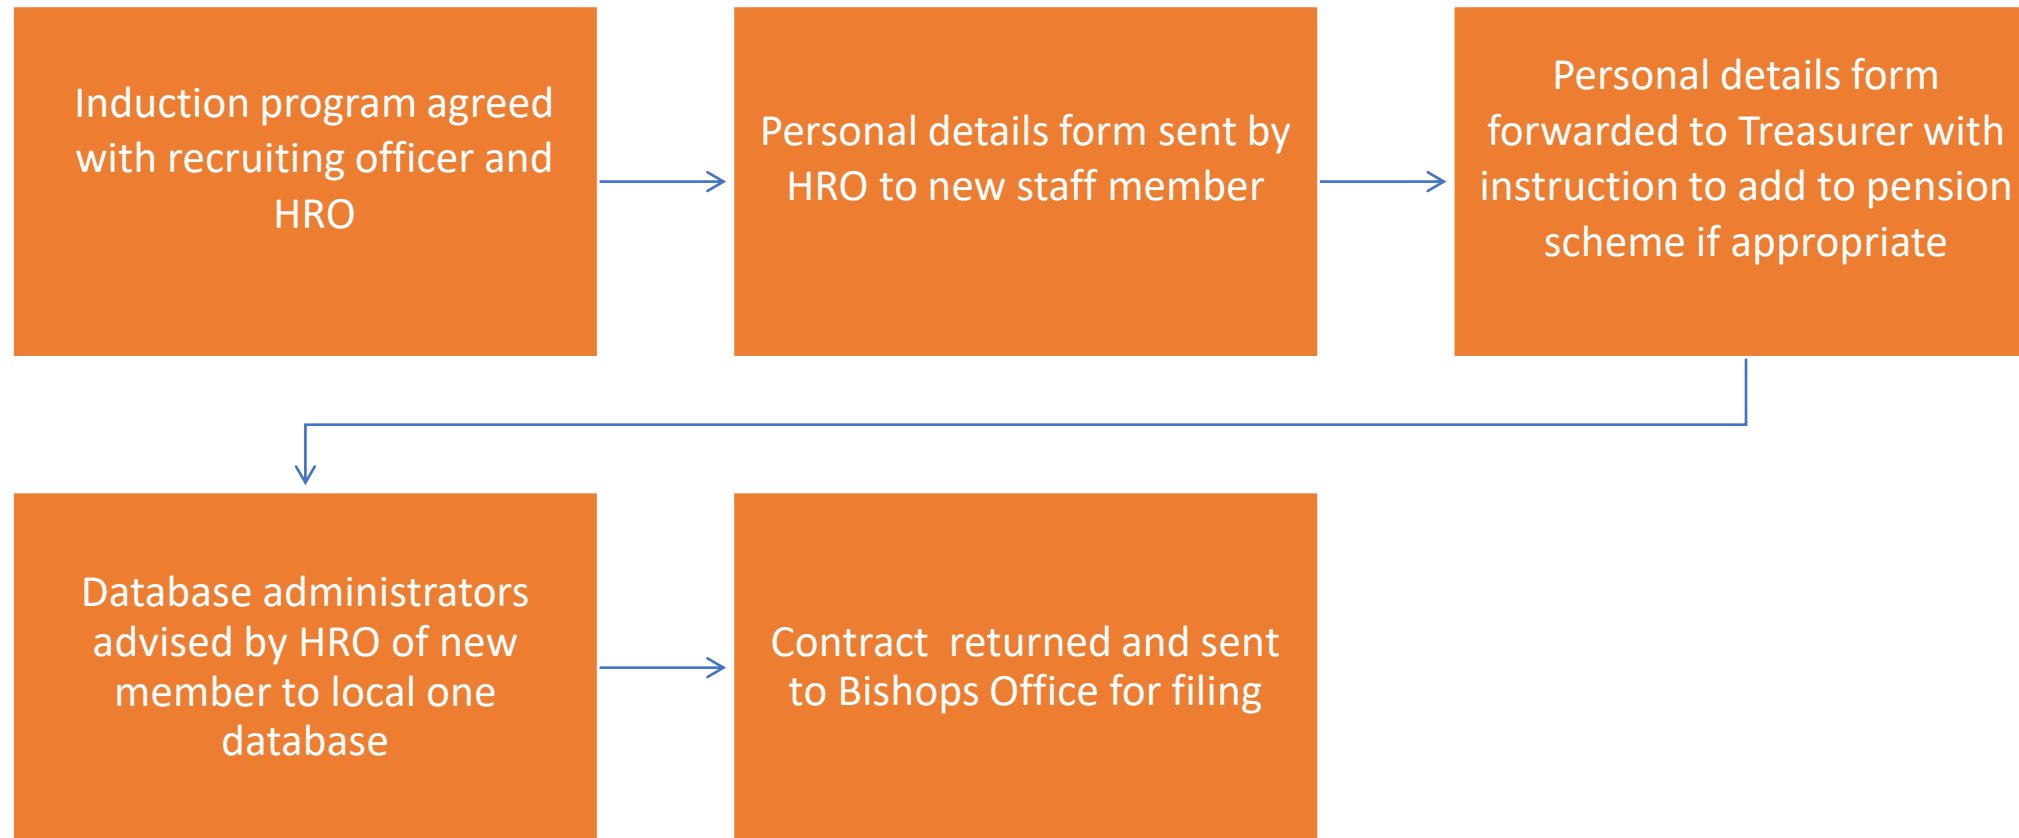 Induction program agreed
with recruiting officer and
HRO
Personal details form sent by
HRO to new staff member
Personal details form
forwarded to Treasurer with
instruction to add to pension
scheme if appropriate
Database administrators
advised by HRO of new
member to local one
database
Contract  returned and sent
to Bishops Office for filing